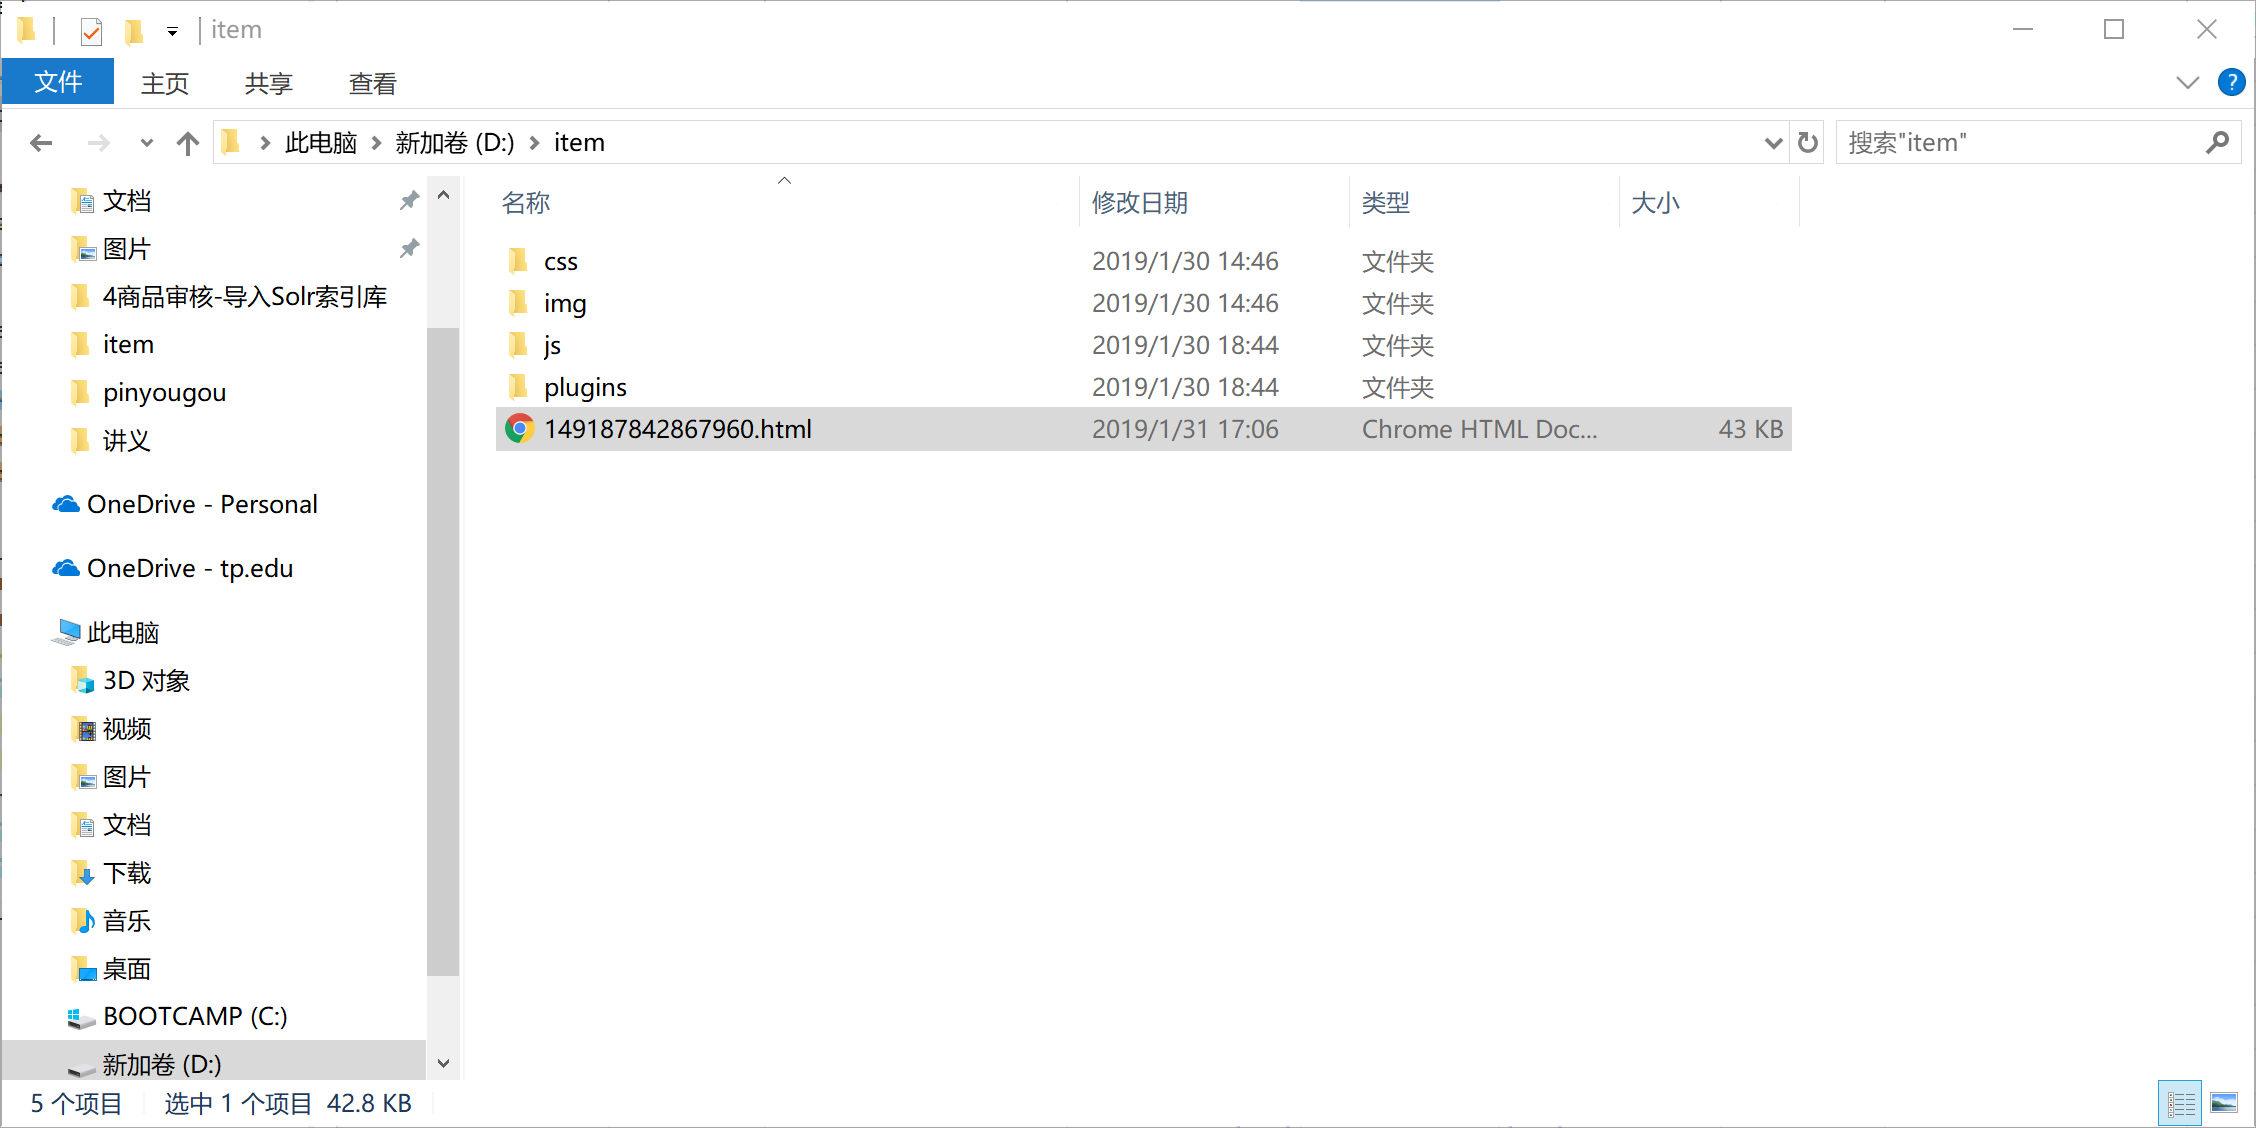 item
文件 主页 共享 查看
此电脑 新加卷 (D:) item 搜索"item"
文档
图片
4商品审核-导入Solr索引库
item
pinyougou
讲义
OneDrive - Personal
OneDrive - tp.edu
此电脑
3D 对象
视频
图片
文档
下载
音乐
桌面
BOOTCAMP (C:)
新加卷 (D:)
名称 修改日期 类型 大小
css 2019/1/30 14:46 文件夹
img 2019/1/30 14:46 文件夹
js 2019/1/30 18:44 文件夹
plugins 2019/1/30 18:44 文件夹
149187842867960.html 2019/1/31 17:06 Chrome HTML Doc... 43 KB
5 个项目 选中 1 个项目 42.8 KB